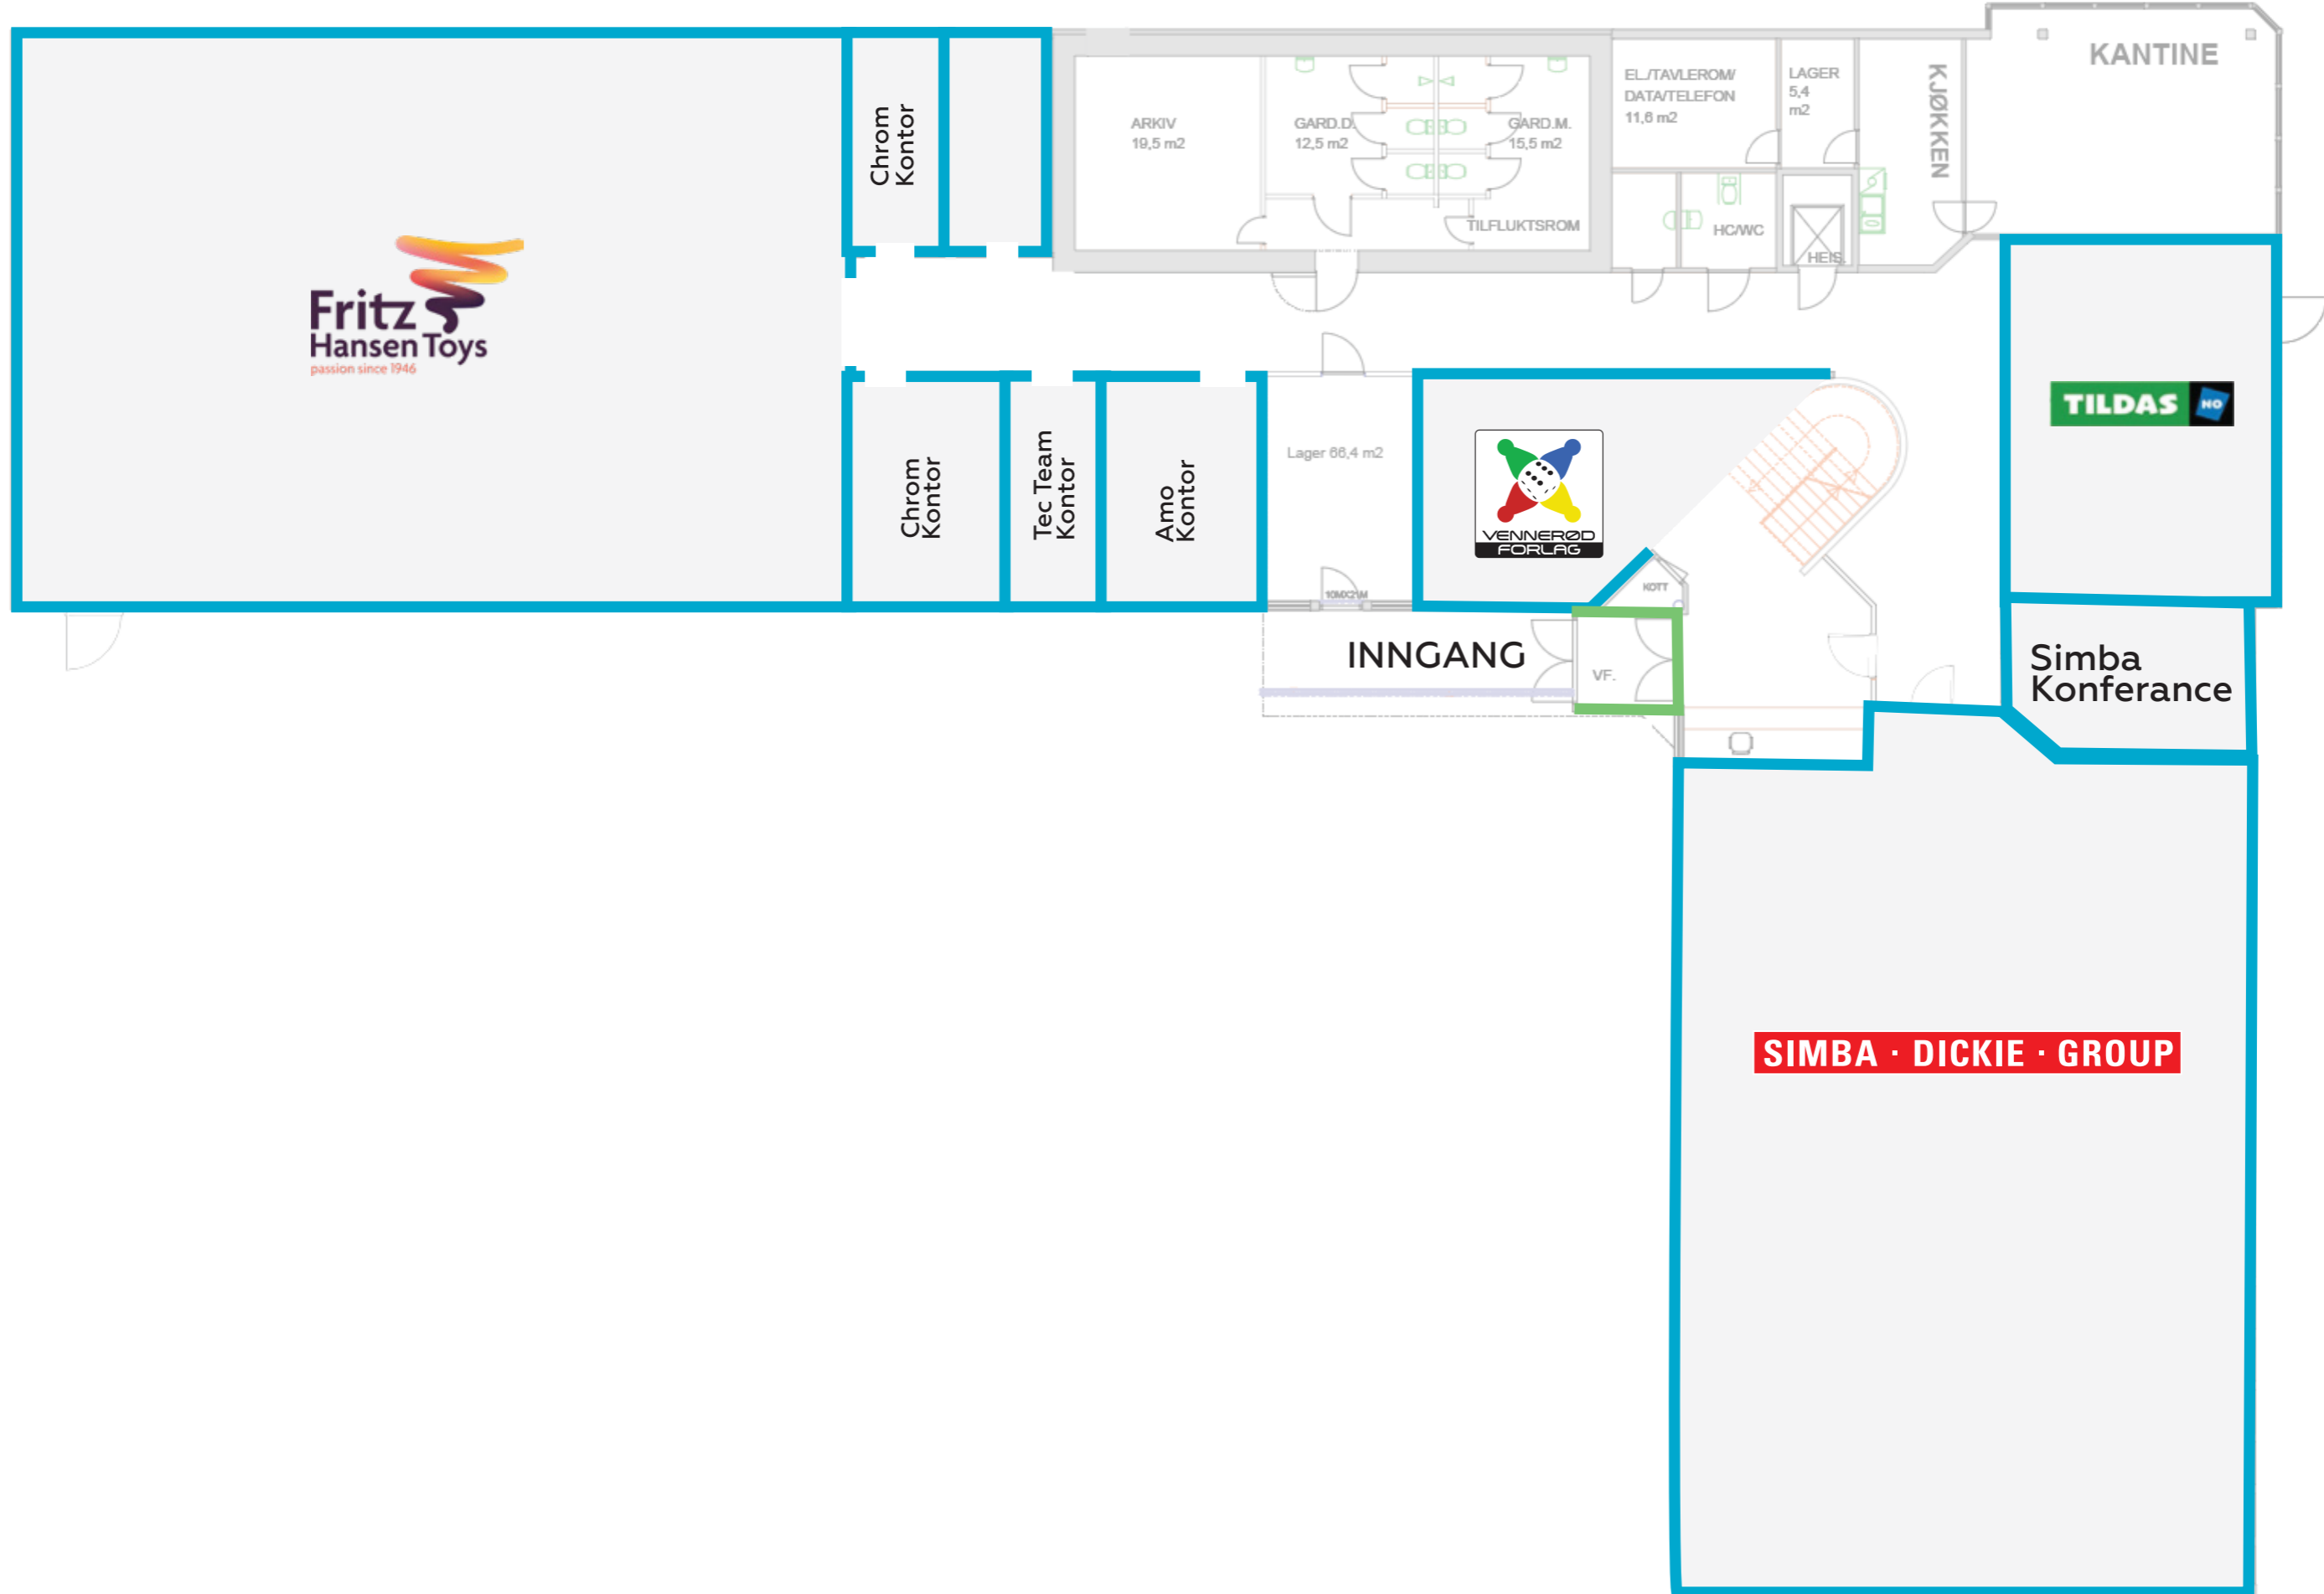 KANTINE
EL./TAVLEROM/
DATA/TELEFON
11,6 m2
LAGER
5,4
m2
KJØKKEN
ARKIV
19,5 m2
GARD.D.
12,5 m2
GARD.M.
15,5 m2
TILFLUKTSROM
HC/WC
HEIS.
Chrom
Kontor
Fritz
Hansen Toys
passion since 1946
Chrom
Kontor
Tec Team
Kontor
Amo
Kontor
Lager 66,4 m2
10MX21M
VENNERØD
FORLAG
KOTT
TILDAS NO
INNGANG
VF.
Simba
Konferance
SIMBA · DICKIE · GROUP